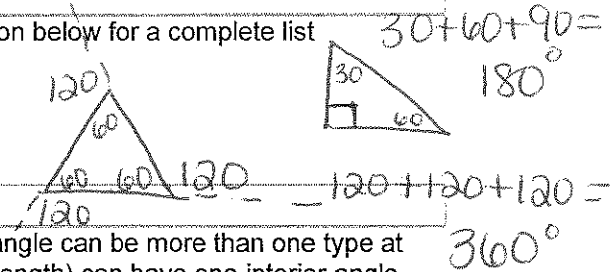 on below for a complete list
30+60+90=
180°
120
60
30
60
60 60 120
120
120+120+120=
360°
angle can be more than one type at
length) can have one interior angle